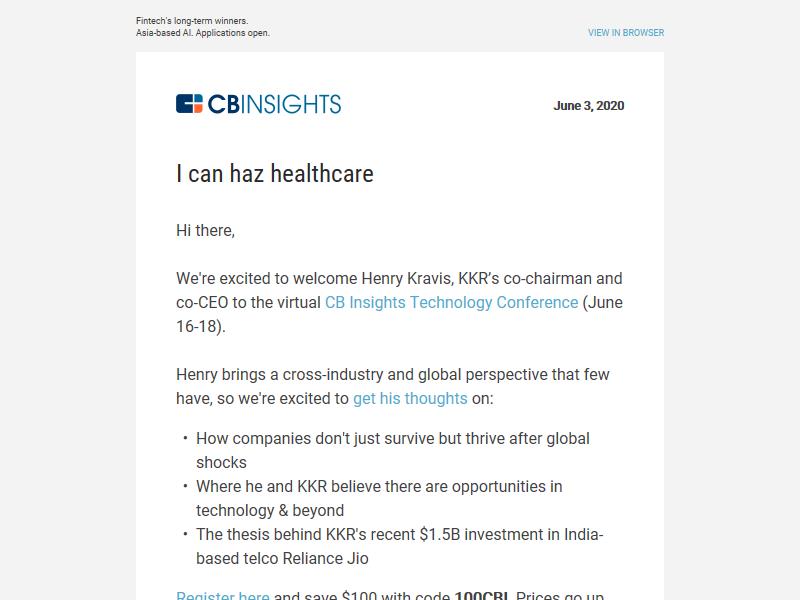 Fintech's long-term winners.
Asia-based AI. Applications open.
VIEW IN BROWSER
CBINSIGHTS
June 3, 2020
I can haz healthcare
Hi there,
We're excited to welcome Henry Kravis, KKR's co-chairman and
co-CEO to the virtual CB Insights Technology Conference (June
16-18).
Henry brings a cross-industry and global perspective that few
have, so we're excited to get his thoughts on:
• How companies don't just survive but thrive after global
shocks
• Where he and KKR believe there are opportunities in
technology & beyond
• The thesis behind KKR's recent $1.5B investment in India-
based telco Reliance Jio
Register here and save $100 with code 100CBI. Prices go up